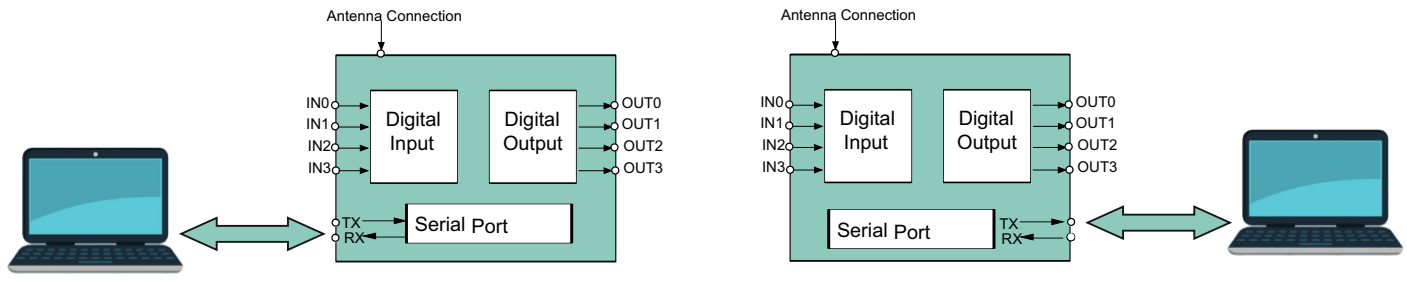 Antenna Connection
IN0
IN1
IN2
IN3
Digital
Input
Digital
Output
OUT0
OUT1
OUT2
OUT3
TX
RX
Serial Port
Antenna Connection
IN0
IN1
IN2
IN3
Digital
Input
Digital
Output
OUT0
OUT1
OUT2
OUT3
Serial Port
TX
RX